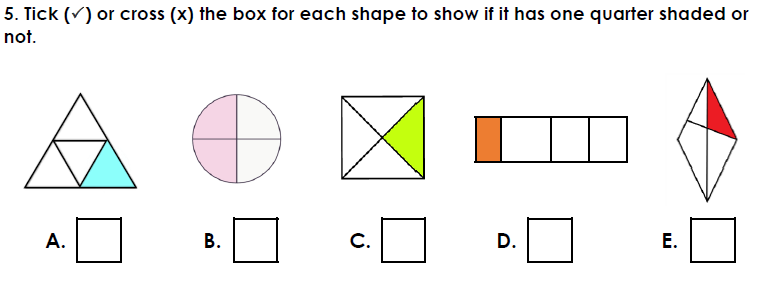 5. Tick (✓) or cross (x) the box for each shape to show if it has one quarter shaded or
not.
A. B. C. D. E.